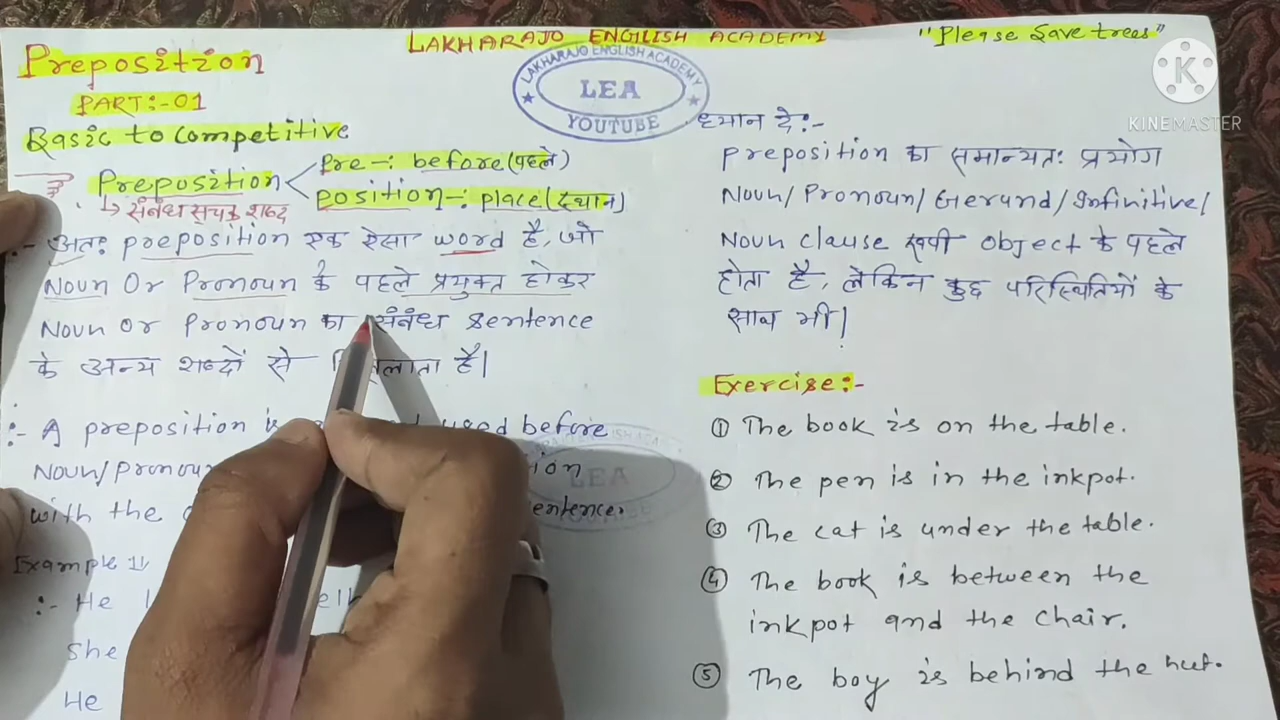 LAKHARAJO ENGLISH ACADEMY
"Please Save trees"
Preposition
PART:-01
Basic to Competitive
LAKHARAJO ENGLISH ACADEMY
LEA
YOUTUBE
KINEMASTER
Preposition
Pre -: before (पहले)
position -: place (स्थान)
संबंध सूचक शब्द
:- अतः preposition एक ऐसा word है, जो
Noun Or Pronoun के पहले प्रयुक्त होकर
Noun Or Pronoun का संबंध sentence
के अन्य शब्दों से है|
:- A preposition used before
Noun/pronoun
with the sentence.
LEA
Example
:- He
She
He
ध्यान दे:-
preposition का समान्यतः प्रयोग
Noun/ Pronoun/ Gerund/ Infinitive/
Noun clause रूपी object के पहले
होता है, लेकिन कुछ परिस्थितियों के
साथ भी|
Exercise:-
① The book is on the table.
② The pen is in the inkpot.
③ The cat is under the table.
④ The book is between the
inkpot and the chair.
⑤ The boy is behind the hut.